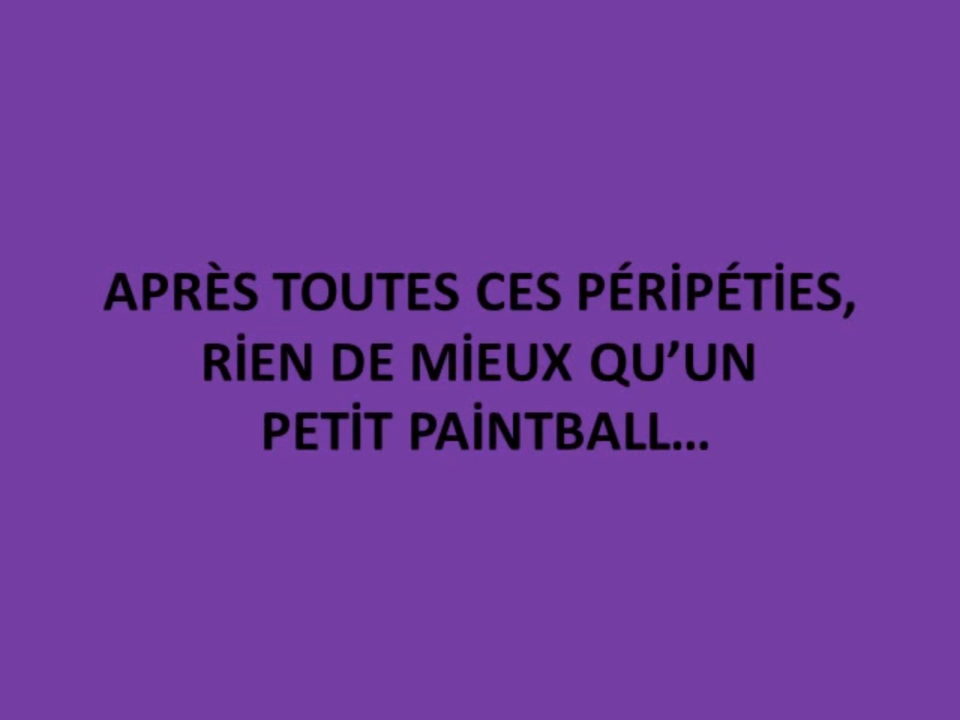 APRÈS TOUTES CES PÉRİPÉTİES,
RİEN DE MİEUX QU’UN
PETİT PAİNTBALL…